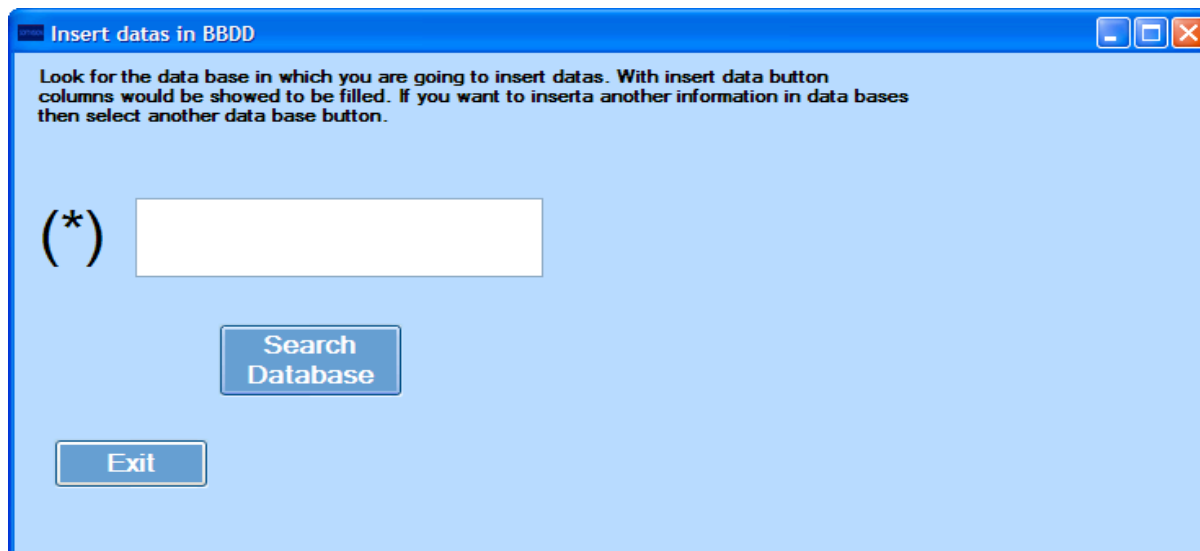 Insert datas in BBDD
Look for the data base in which you are going to insert datas. With insert data button
columns would be showed to be filled. If you want to inserta another information in data bases
then select another data base button.
(*)
Search
Database
Exit